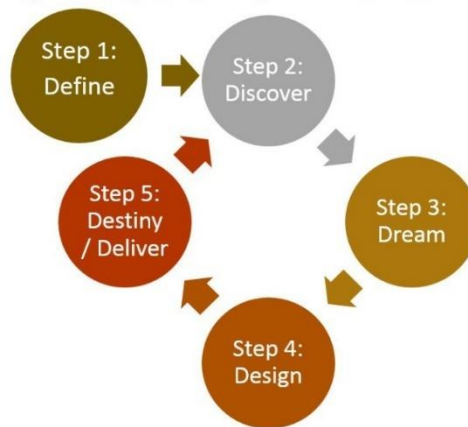 Step 1:
Define
Step 2:
Discover
Step 3:
Dream
Step 4:
Design
Step 5:
Destiny
/ Deliver